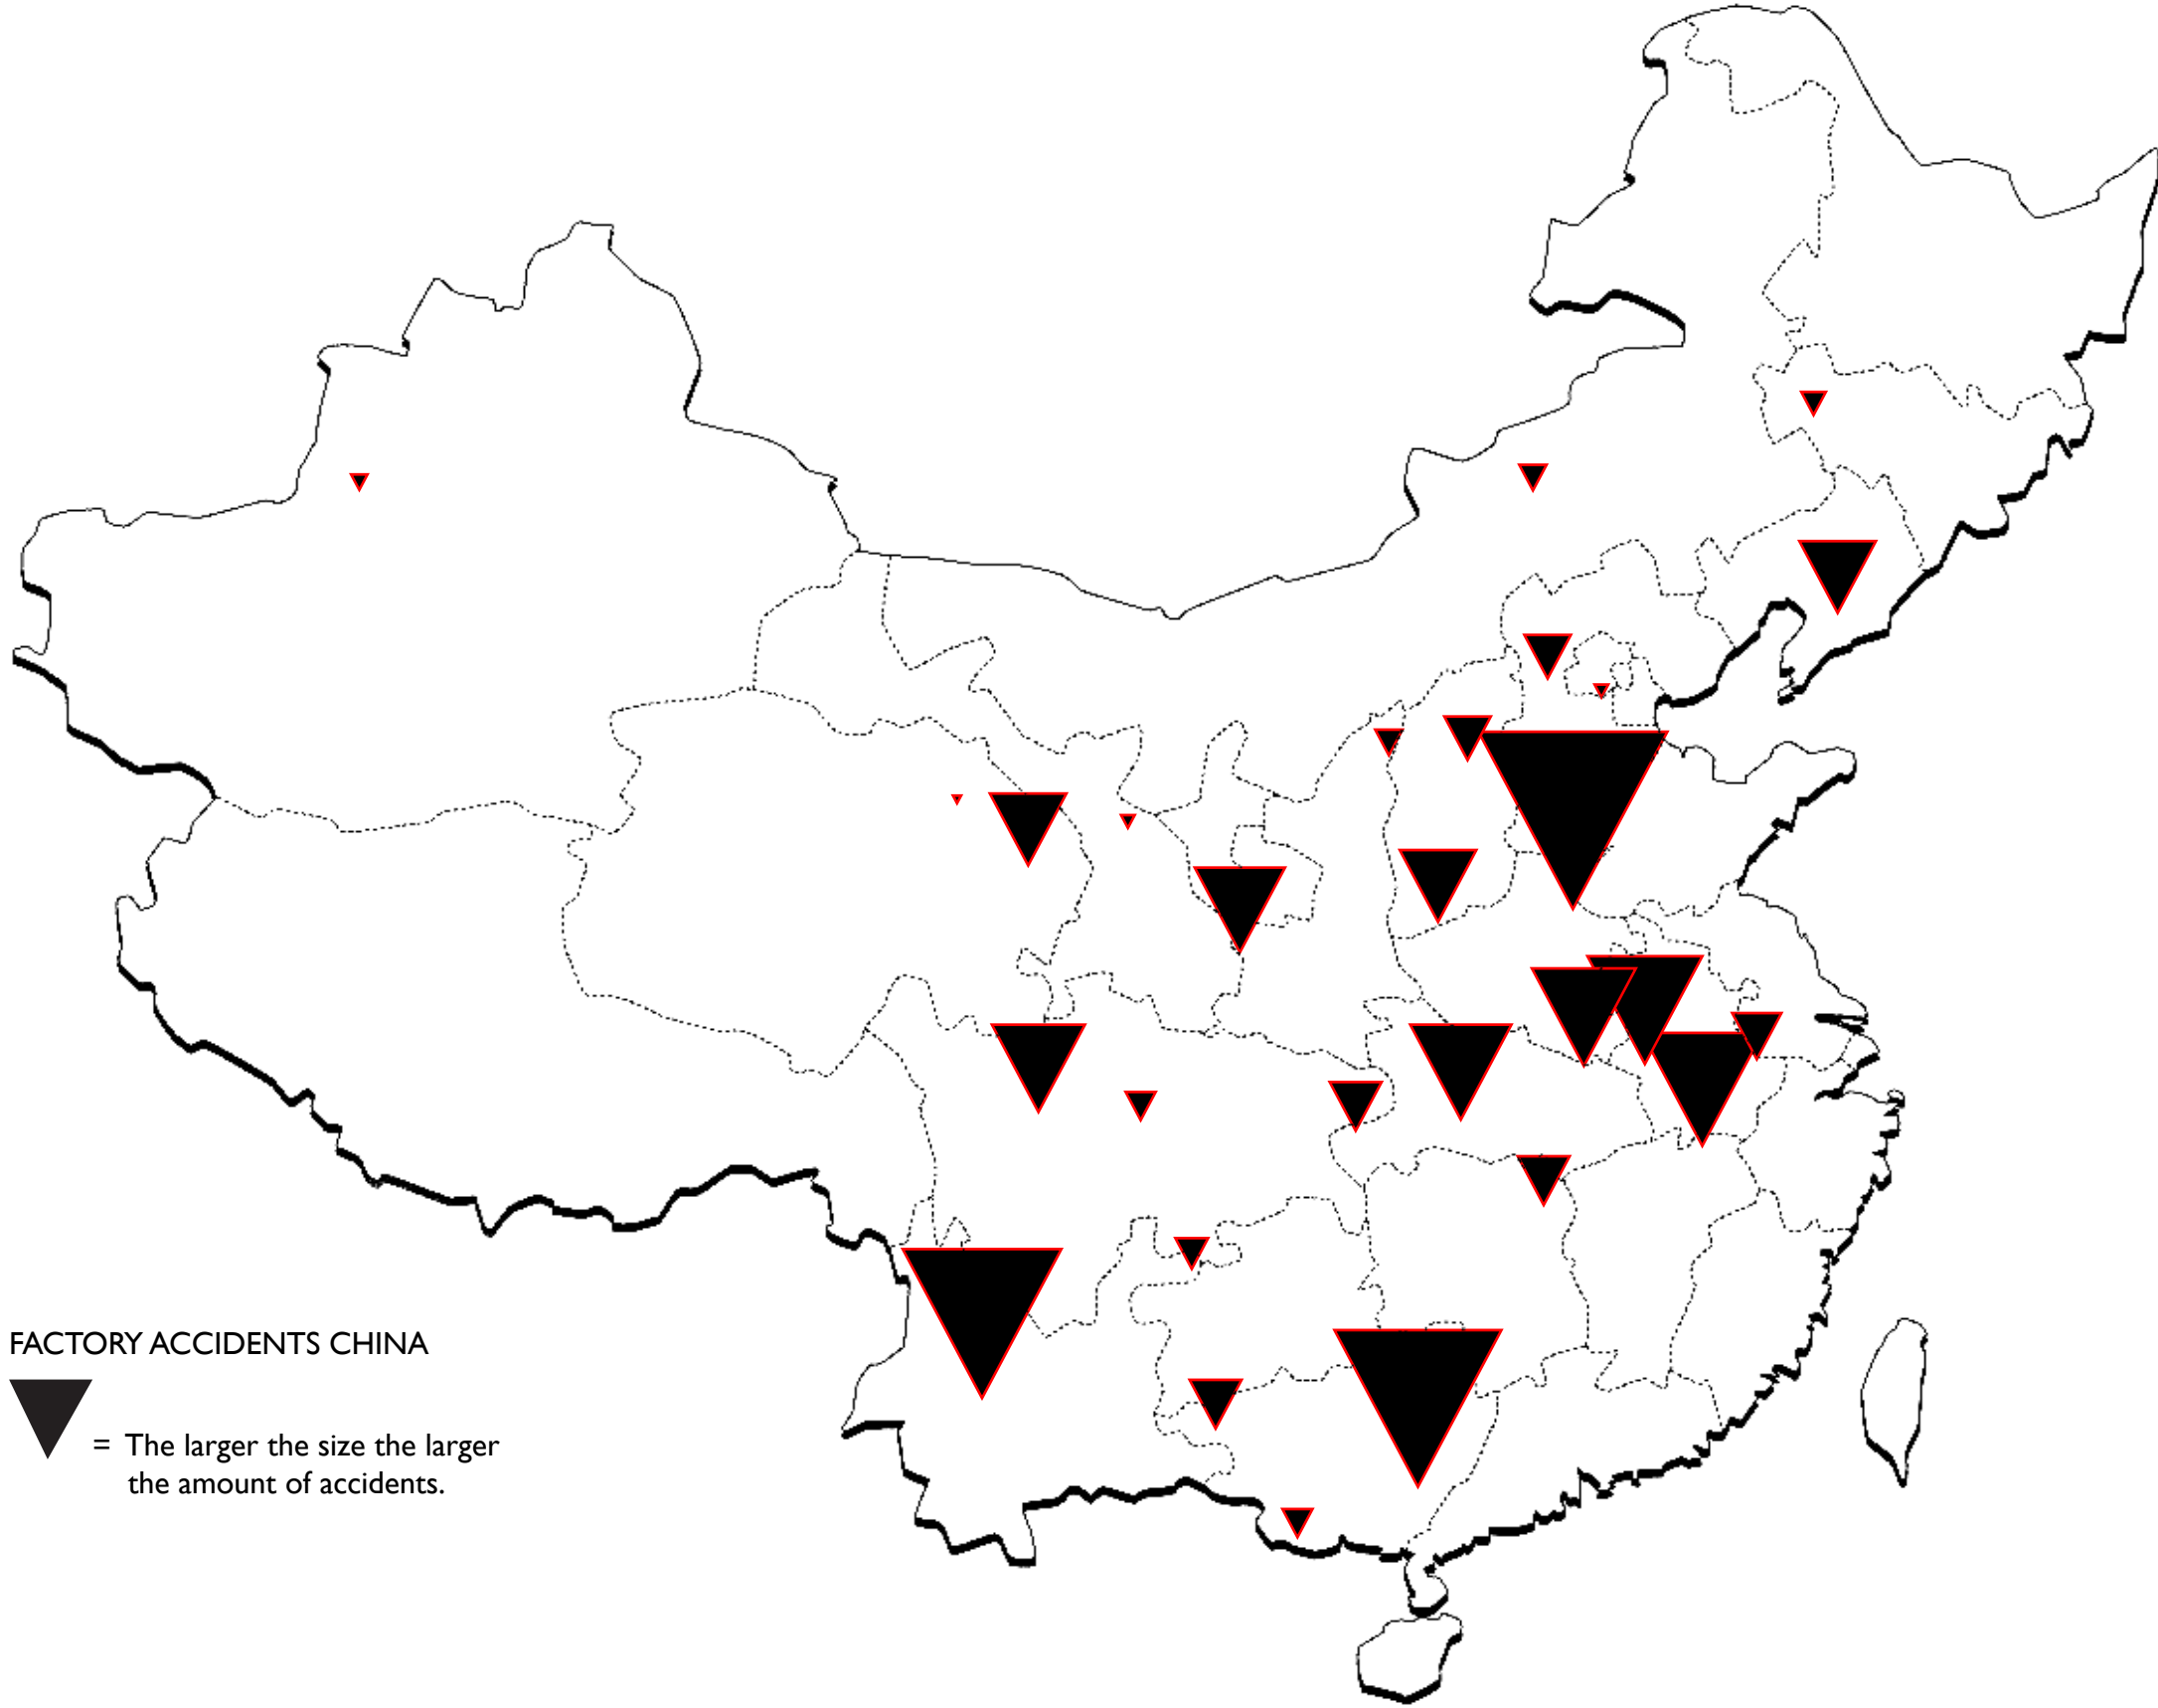 FACTORY ACCIDENTS CHINA
= The larger the size the larger
the amount of accidents.